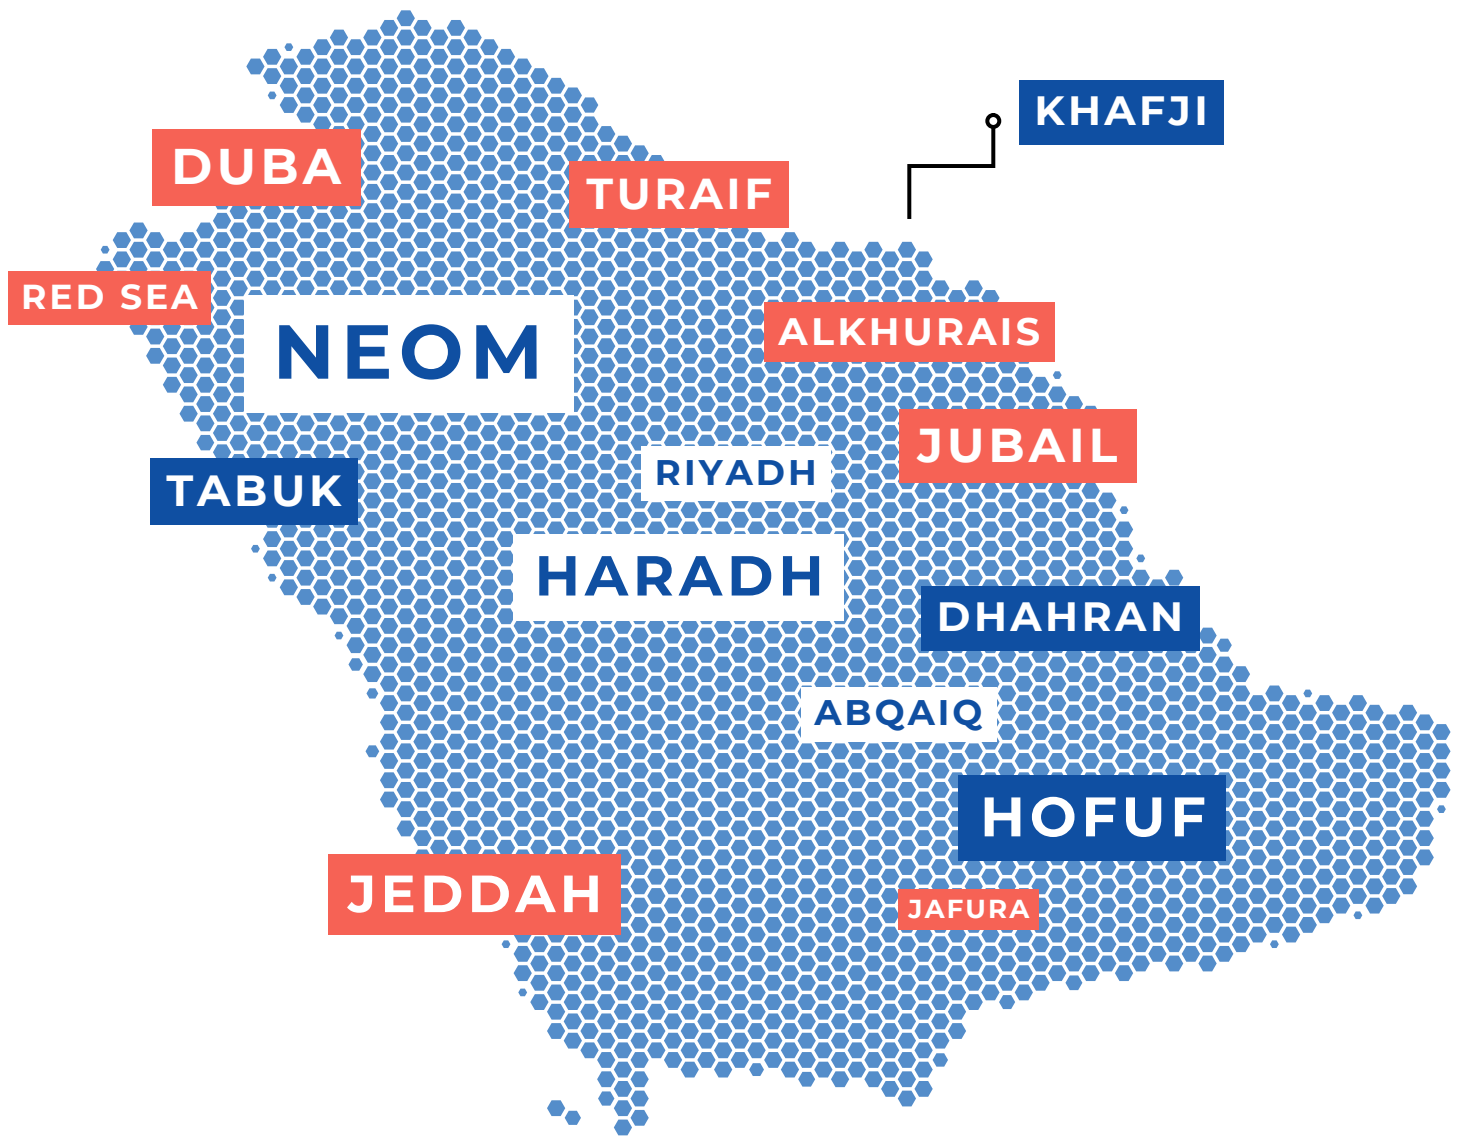 KHAFJI
DUBA
TURAIF
RED SEA
NEOM
ALKHURAIS
JUBAIL
RIYADH
TABUK
HARADH
DHAHRAN
ABQAIQ
HOFUF
JEDDAH
JAFURA